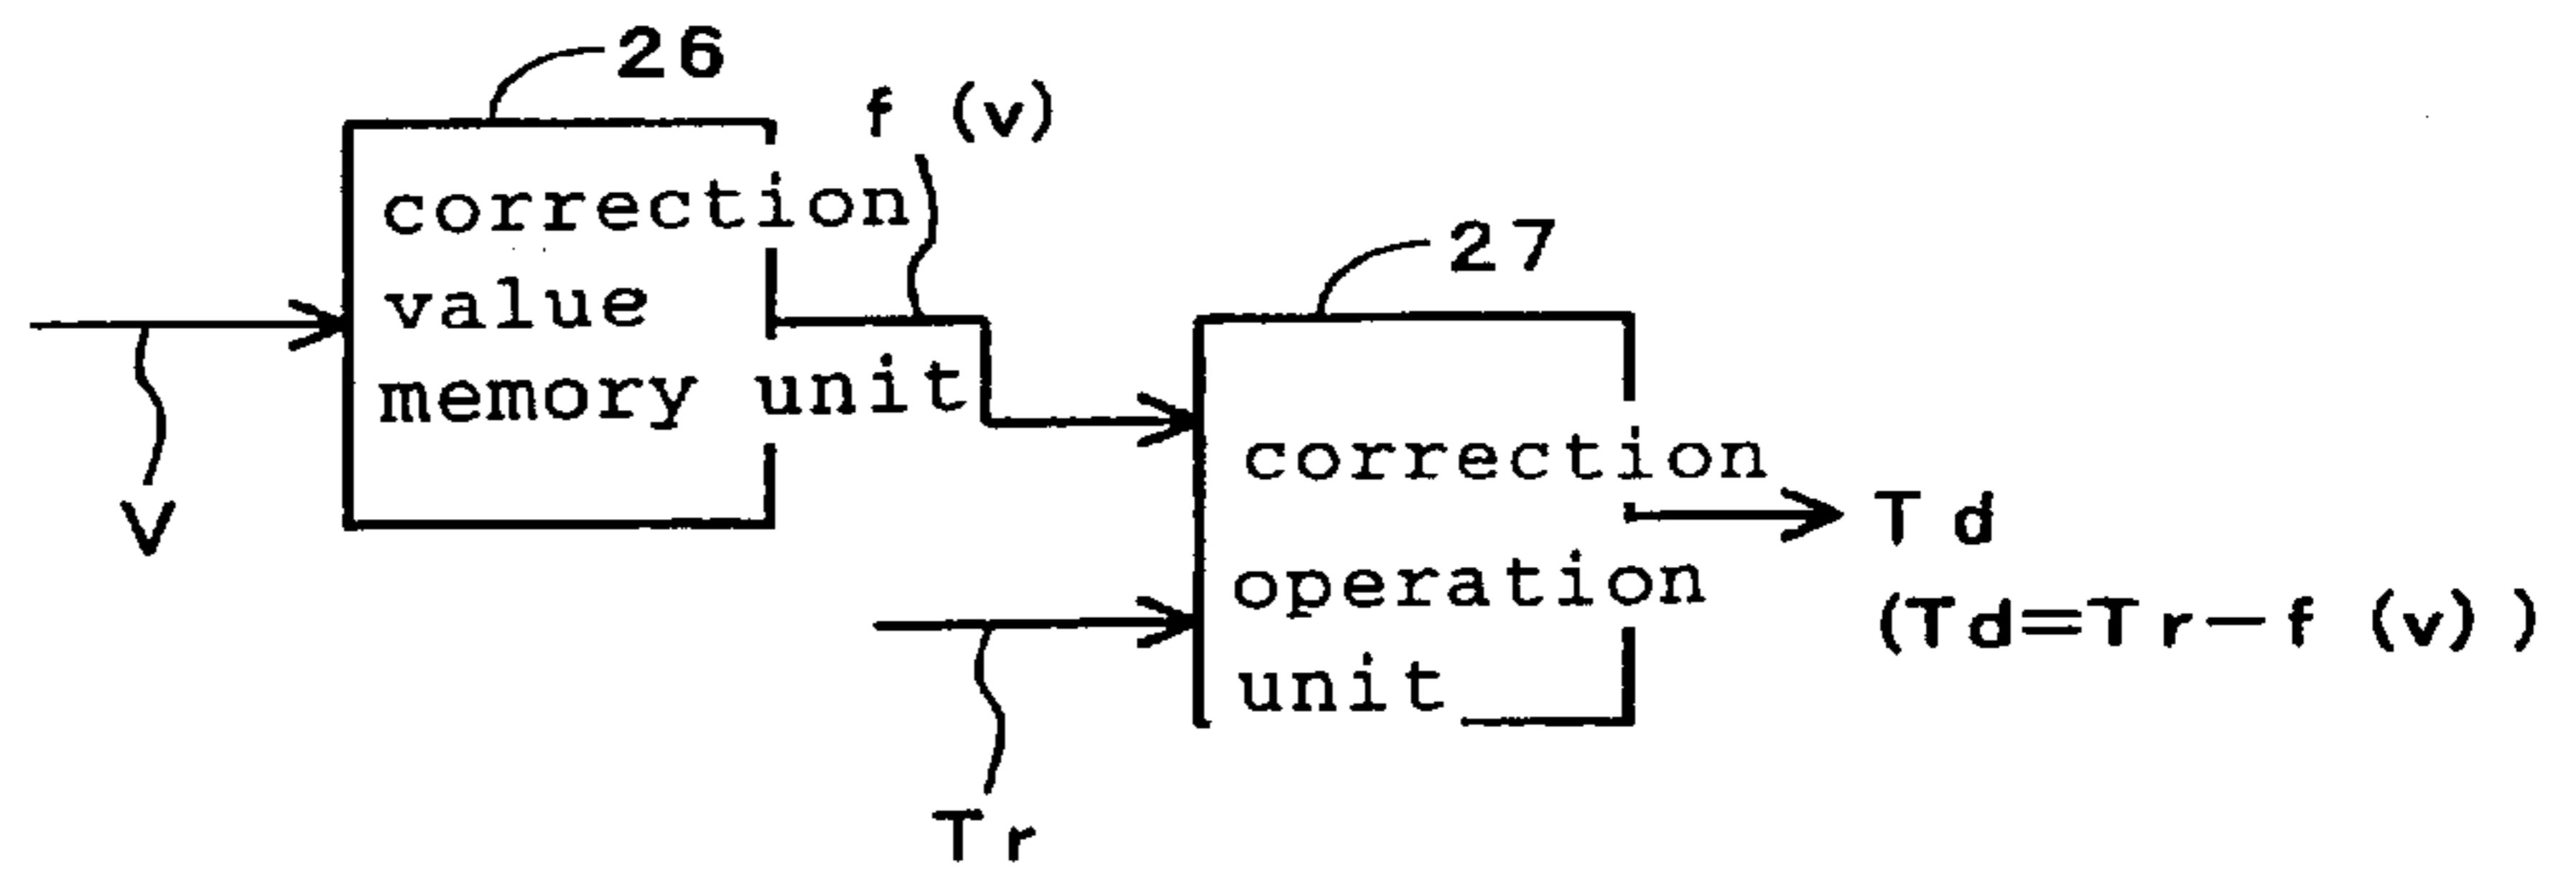 26
f (v)
correction
value
memory unit
V
27
correction
operation
unit
Tr
Td
(Td=Tr−f (v))